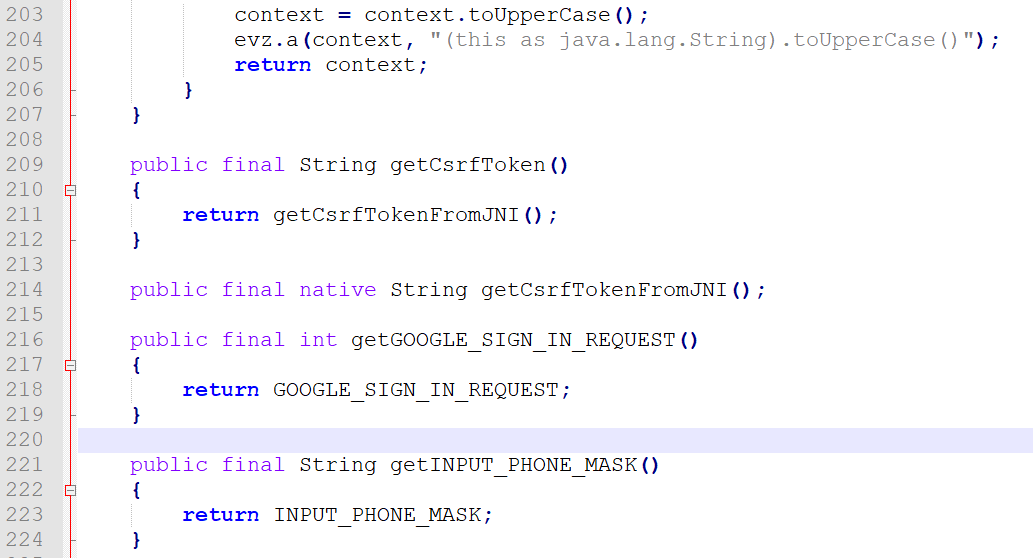 203 context = context.toUpperCase();
204 evz.a(context, "(this as java.lang.String).toUpperCase()");
205 return context;
206 }
207 }
208
209 public final String getCsrfToken()
210 {
211 return getCsrfTokenFromJNI();
212 }
213
214 public final native String getCsrfTokenFromJNI();
215
216 public final int getGOOGLE_SIGN_IN_REQUEST()
217 {
218 return GOOGLE_SIGN_IN_REQUEST;
219 }
220
221 public final String getINPUT_PHONE_MASK()
222 {
223 return INPUT_PHONE_MASK;
224 }